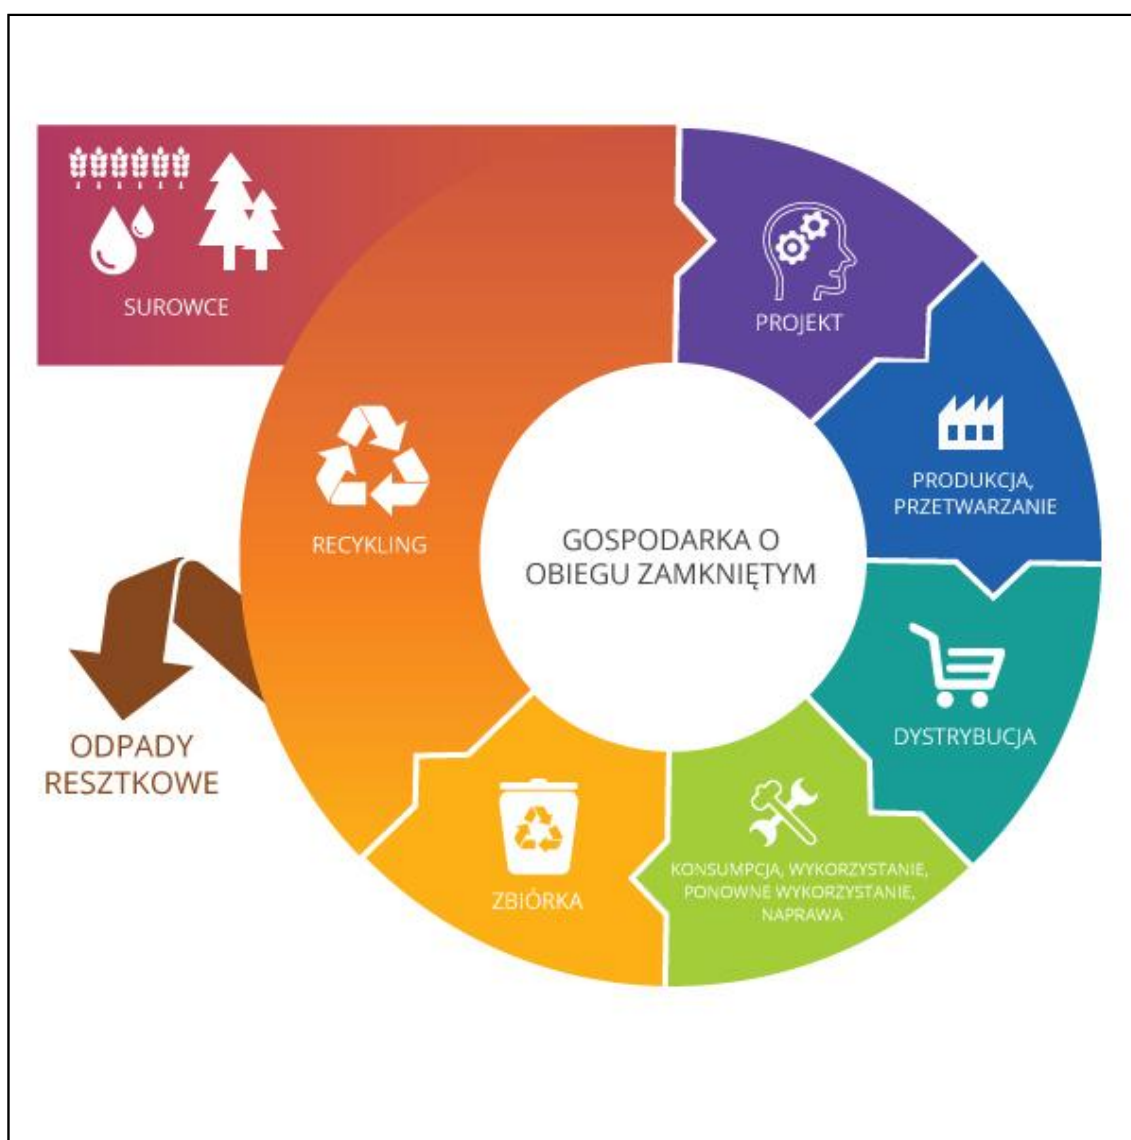 SUROWCE
PROJEKT
PRODUKCJA,
PRZETWARZANIE
RECYKLING
GOSPODARKA O
OBIEGU ZAMKNIĘTYM
DYSTRYBUCJA
ODPADY
RESZTKOWE
KONSUMPCJA, WYKORZYSTANIE,
PONOWNE WYKORZYSTANIE,
NAPRAWA
ZBIÓRKA